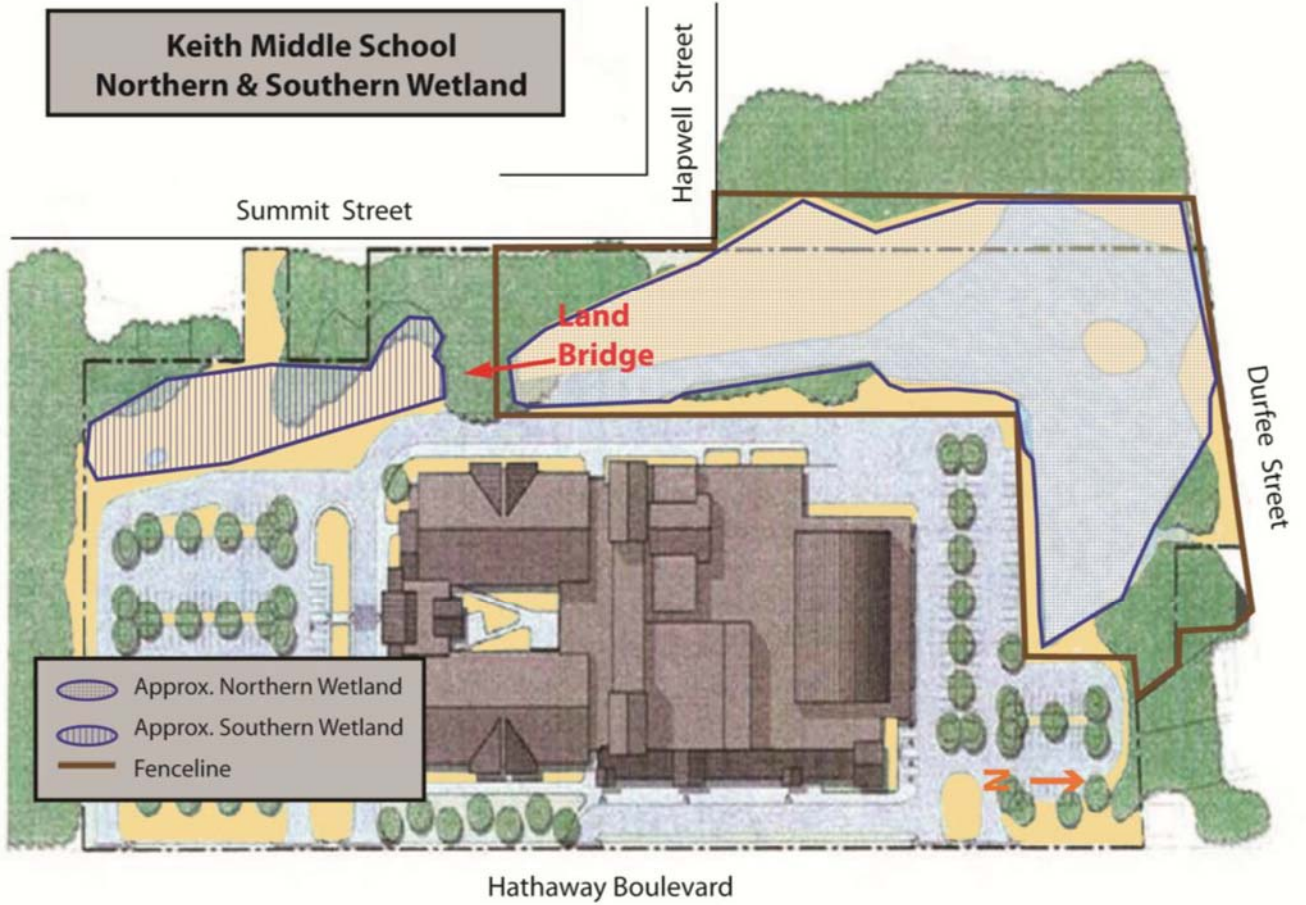 Keith Middle School
Northern & Southern Wetland
Hapwell Street
Summit Street
Land
Bridge
Durfee Street
Approx. Northern Wetland
Approx. Southern Wetland
Fenceline
N
Hathaway Boulevard